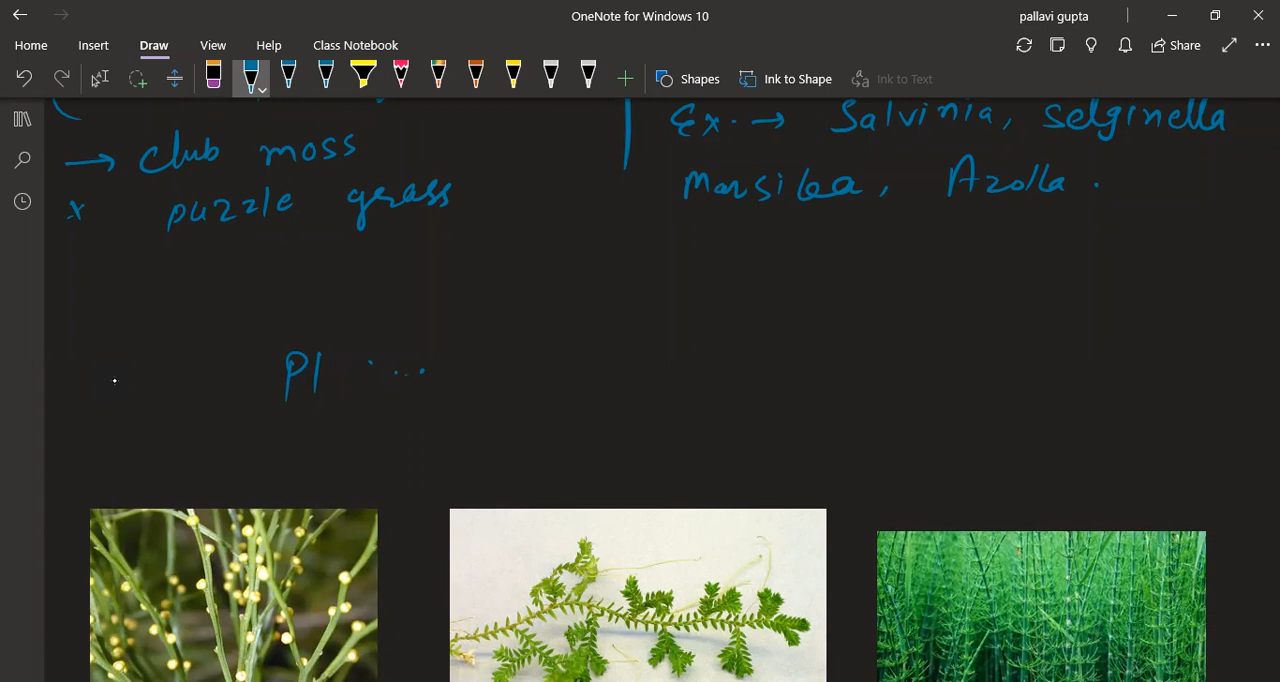 OneNote for Windows 10
pallavi gupta
Home Insert Draw View Help Class Notebook
Share
Shapes Ink to Shape Ink to Text
Ex. → Salvinia, Selginella
→ club moss
Marsilea, Azolla.
x puzzle grass
Pl ....